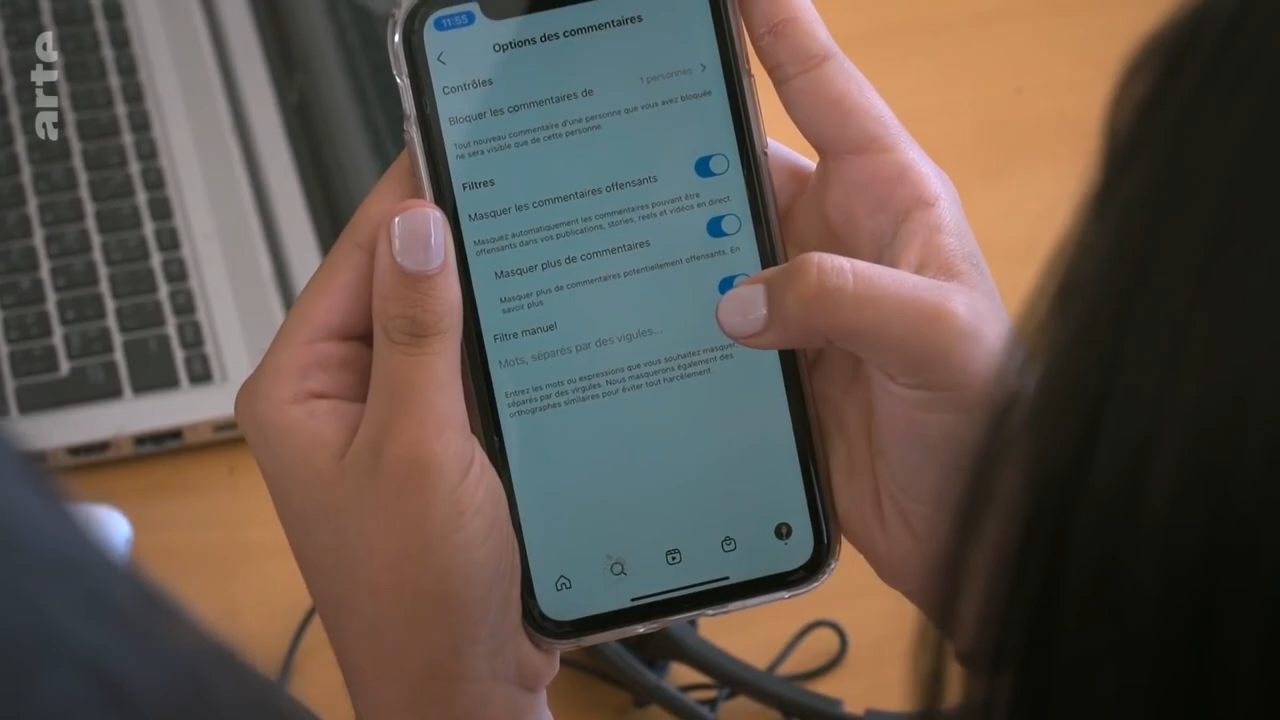 arte
11:55
Options des commentaires
Contrôles
Bloquer les commentaires de
1 personnes
Tout nouveau commentaire d'une personne que vous avez bloquée
ne sera visible que de cette personne.
Filtres
Masquer les commentaires offensants
Masquez automatiquement les commentaires pouvant être
offensants dans vos publications, stories, reels et vidéos en direct.
Masquer plus de commentaires
Masquer plus de commentaires potentiellement offensants. En
savoir plus
Filtre manuel
Mots, séparés par des virgules...
Entrez les mots ou expressions que vous souhaitez masquer,
séparés par des virgules. Nous masquerons également des
orthographes similaires pour éviter tout harcèlement.